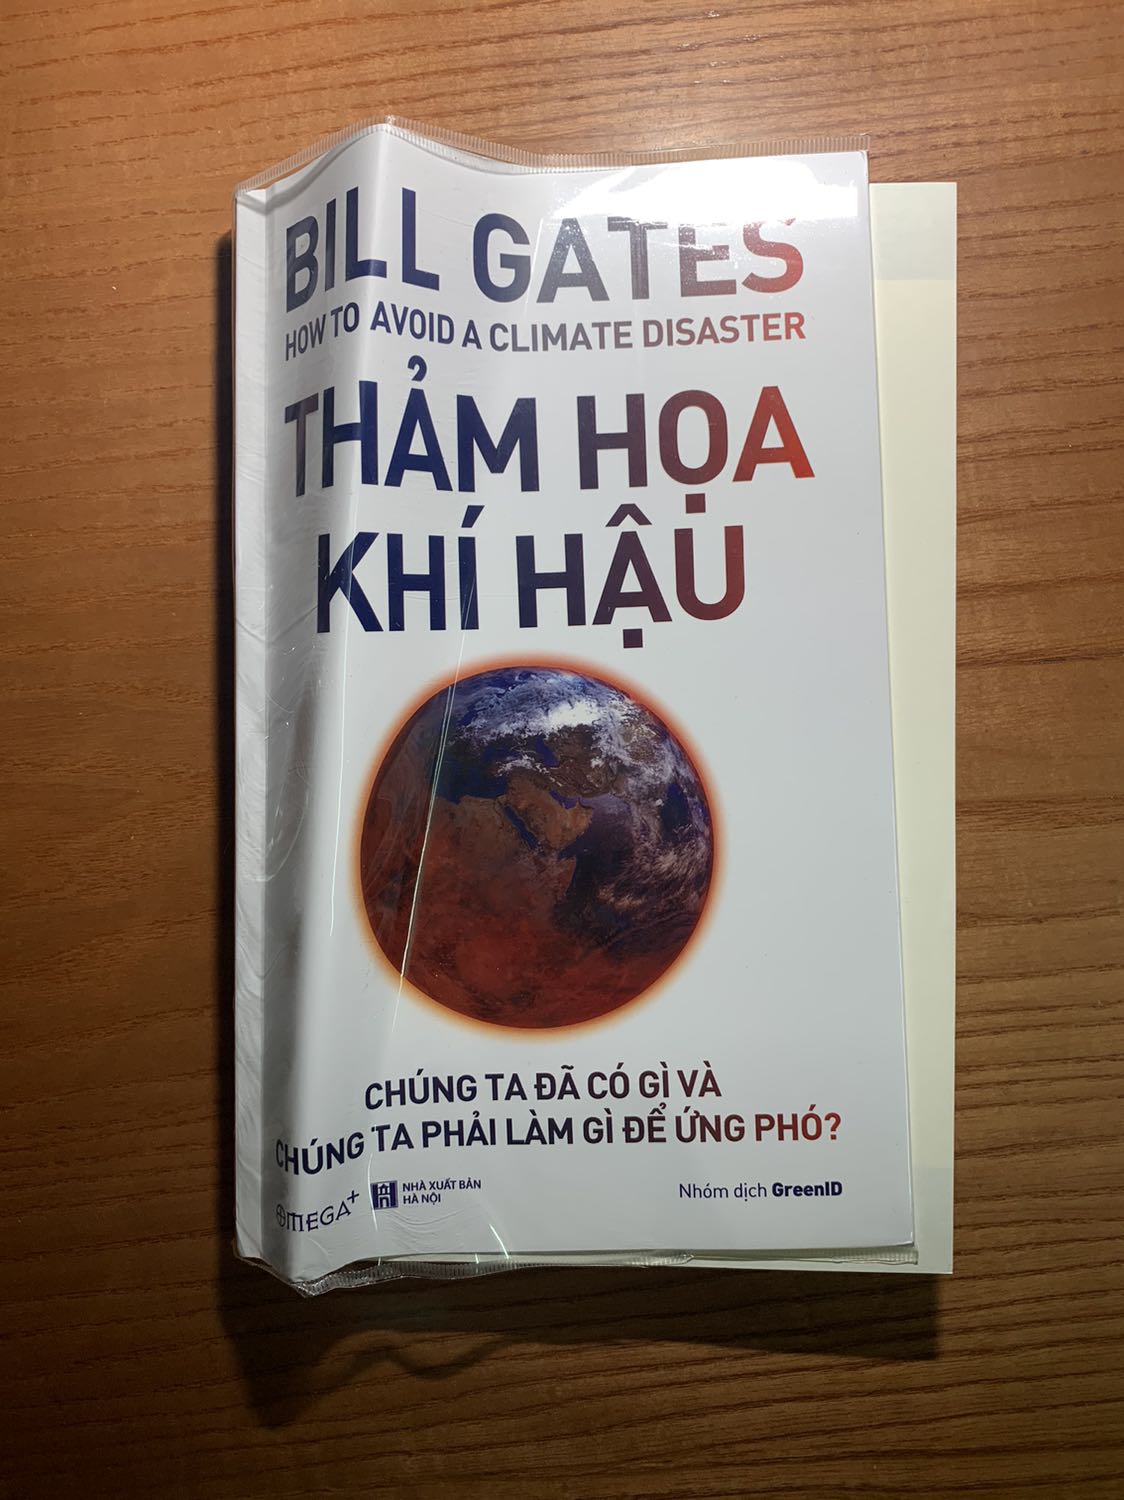 BILL GATES
HOW TO AVOID A CLIMATE DISASTER
THẢM HỌA
KHÍ HẬU
CHÚNG TA ĐÃ CÓ GÌ VÀ
CHÚNG TA PHẢI LÀM GÌ ĐỂ ỨNG PHÓ?
OMEGA+
NHÀ XUẤT BẢN
HÀ NỘI
Nhóm dịch GreenID